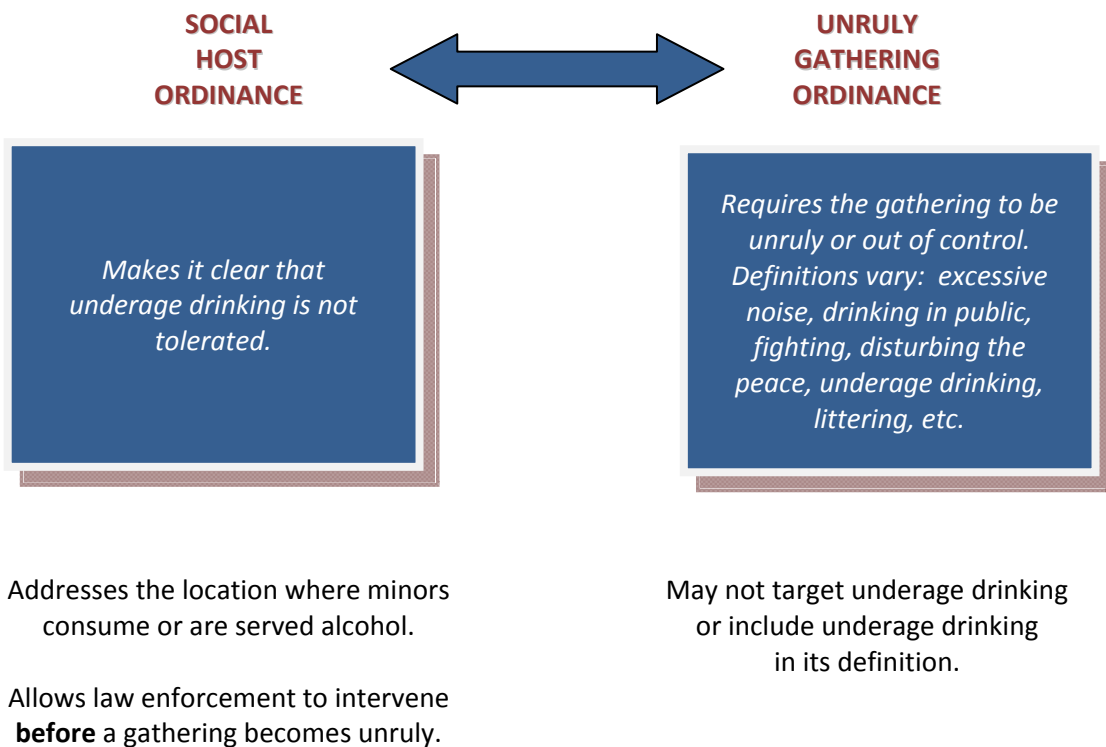 SOCIAL
HOST
ORDINANCE
UNRULY
GATHERING
ORDINANCE
Makes it clear that
underage drinking is not
tolerated.
Requires the gathering to be
unruly or out of control.
Definitions vary:  excessive
noise, drinking in public,
fighting, disturbing the
peace, underage drinking,
littering, etc.
Addresses the location where minors
consume or are served alcohol.
Allows law enforcement to intervene
before a gathering becomes unruly.
May not target underage drinking
or include underage drinking
in its definition.